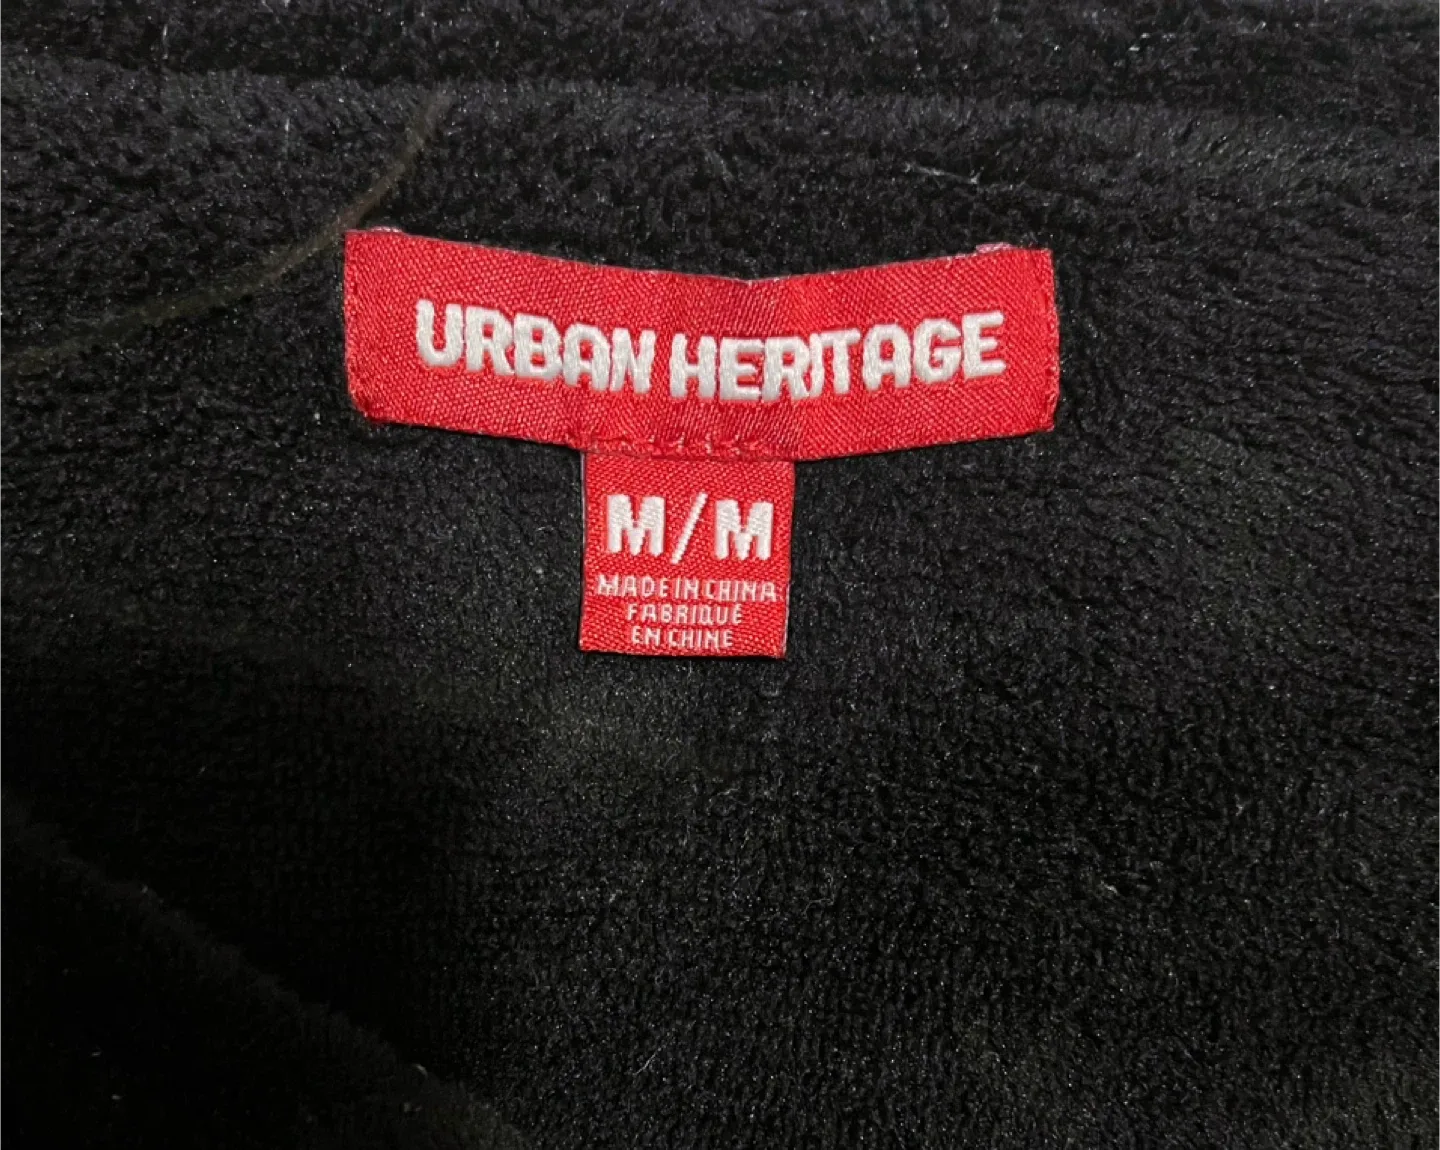 URBAN HERITAGE
M/M
MADE IN CHINA
FABRIQUÉ
EN CHINE